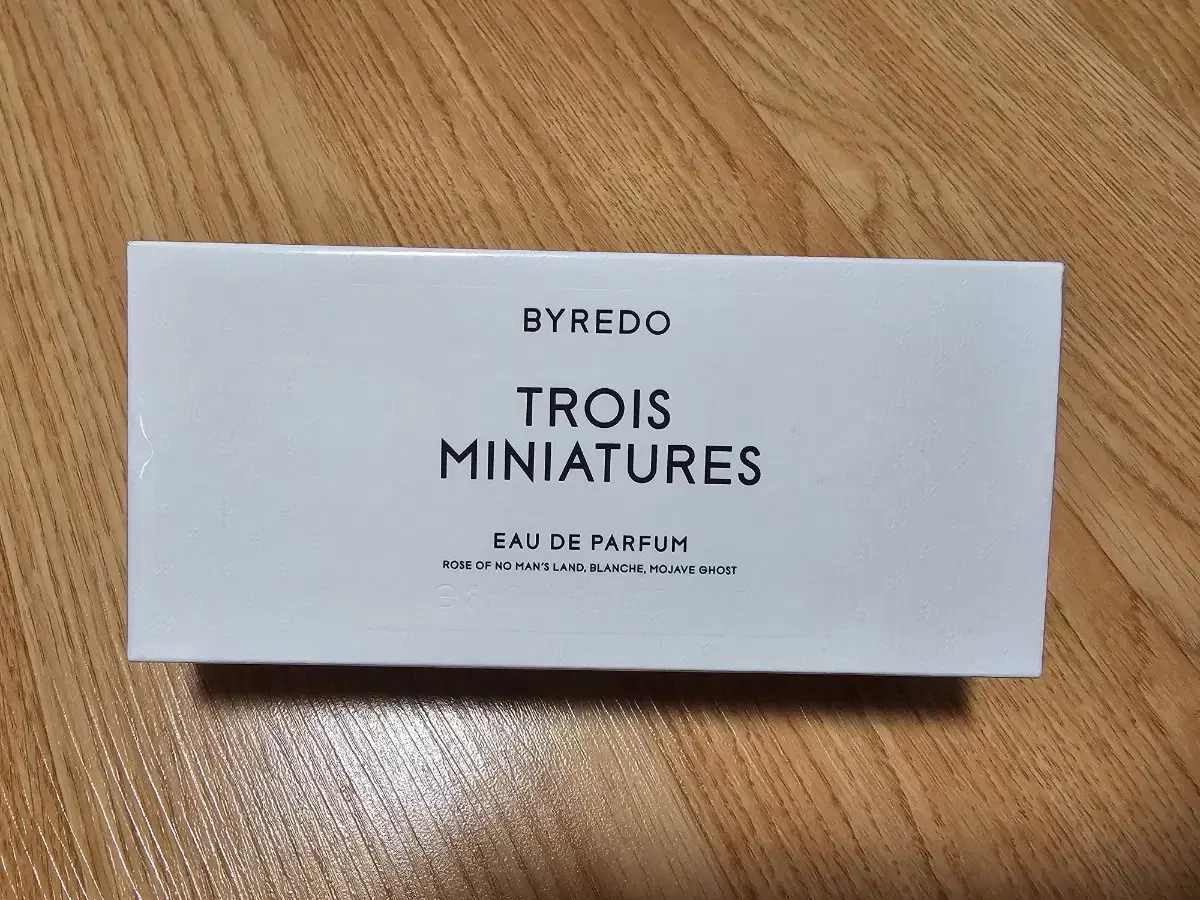 BYREDO
TROIS
MINIATURES
EAU DE PARFUM
ROSE OF NO MAN'S LAND, BLANCHE, MOJAVE GHOST